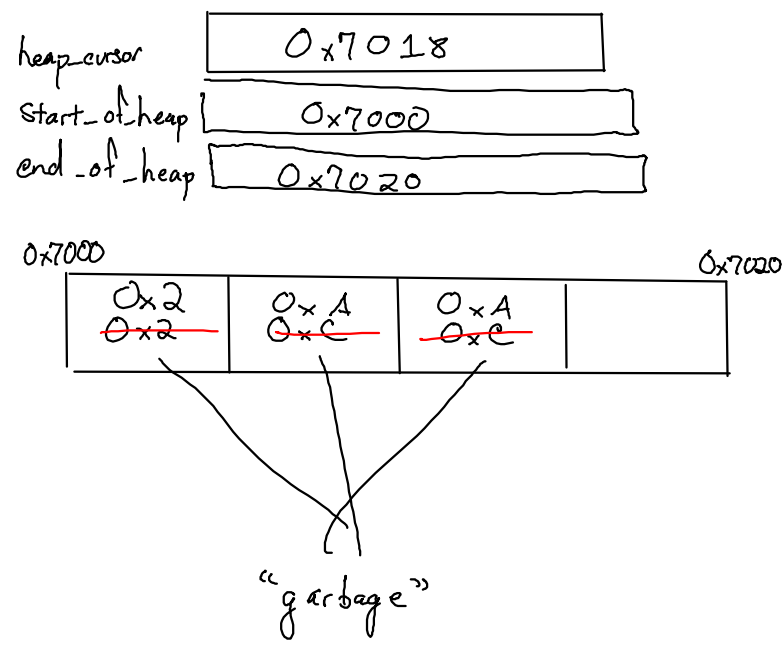 heap_cursor 0x7018
start_of_heap 0x7000
end_of_heap 0x7020
0x7000 0x7020
0x2 0xA 0xA
0x2 0xC 0xC
"garbage"